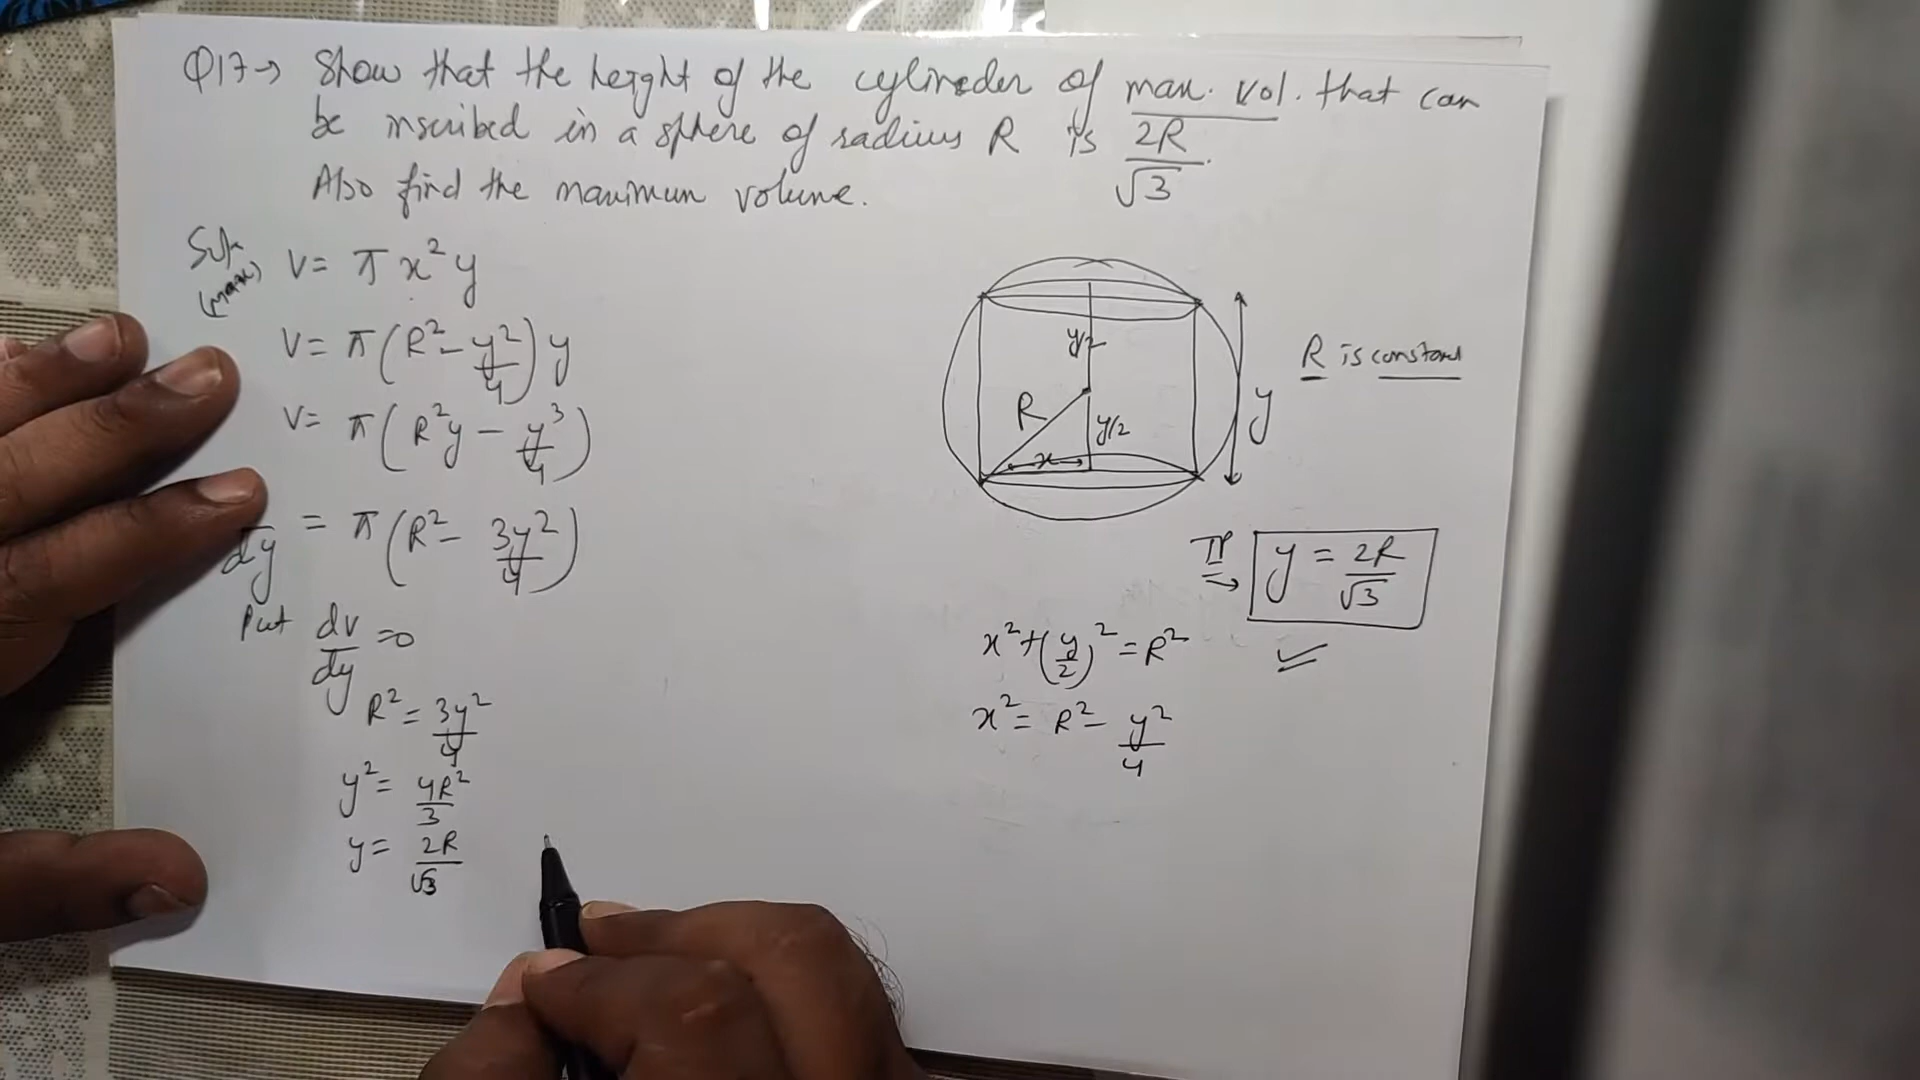 Q17→ Show that the height of the cylinder of max. vol. that can
be inscribed in a sphere of radius R is 2R/√3.
Also find the maximum volume.
Sol→
(max) V = π x² y
V = π(R² - y²/4) y
V = π(R²y - y³/4)
dy = π(R² - 3y²/4)
Put dv/dy = 0
R² = 3y²/4
y² = 4R²/3
y = 2R/√3
y/2
R
y/2
x
y
R is constant
TP → y = 2R/√3
x² + (y/2)² = R²
x² = R² - y²/4